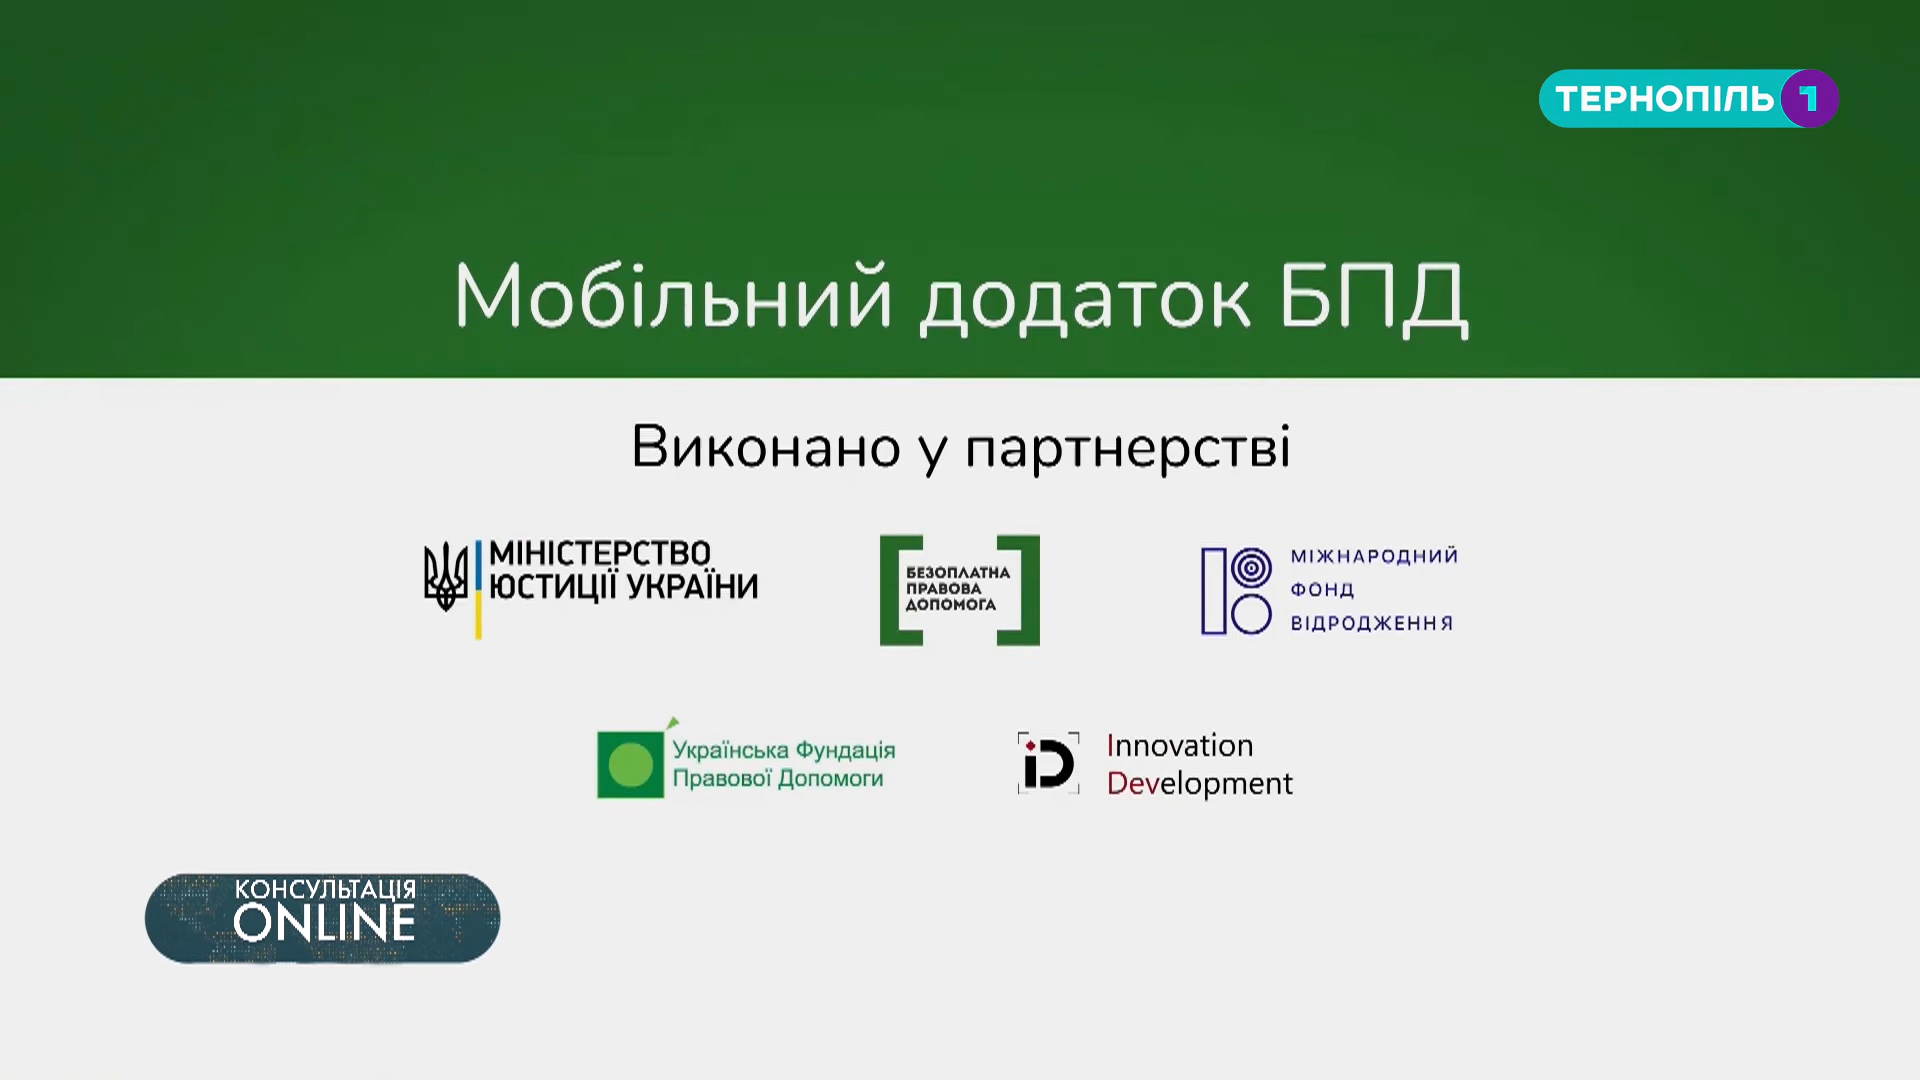 ТЕРНОПІЛЬ 1
Мобільний додаток БПД
Виконано у партнерстві
МІНІСТЕРСТВО
ЮСТИЦІЇ УКРАЇНИ
БЕЗОПЛАТНА
ПРАВОВА
ДОПОМОГА
МІЖНАРОДНИЙ
ФОНД
ВІДРОДЖЕННЯ
Українська Фундація
Правової Допомоги
iD
Innovation
Development
КОНСУЛЬТАЦІЯ
ONLINE